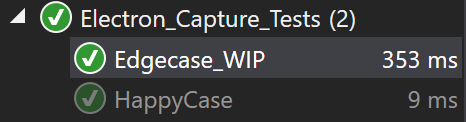 Electron_Capture_Tests (2)
Edgecase_WIP 353 ms
HappyCase 9 ms